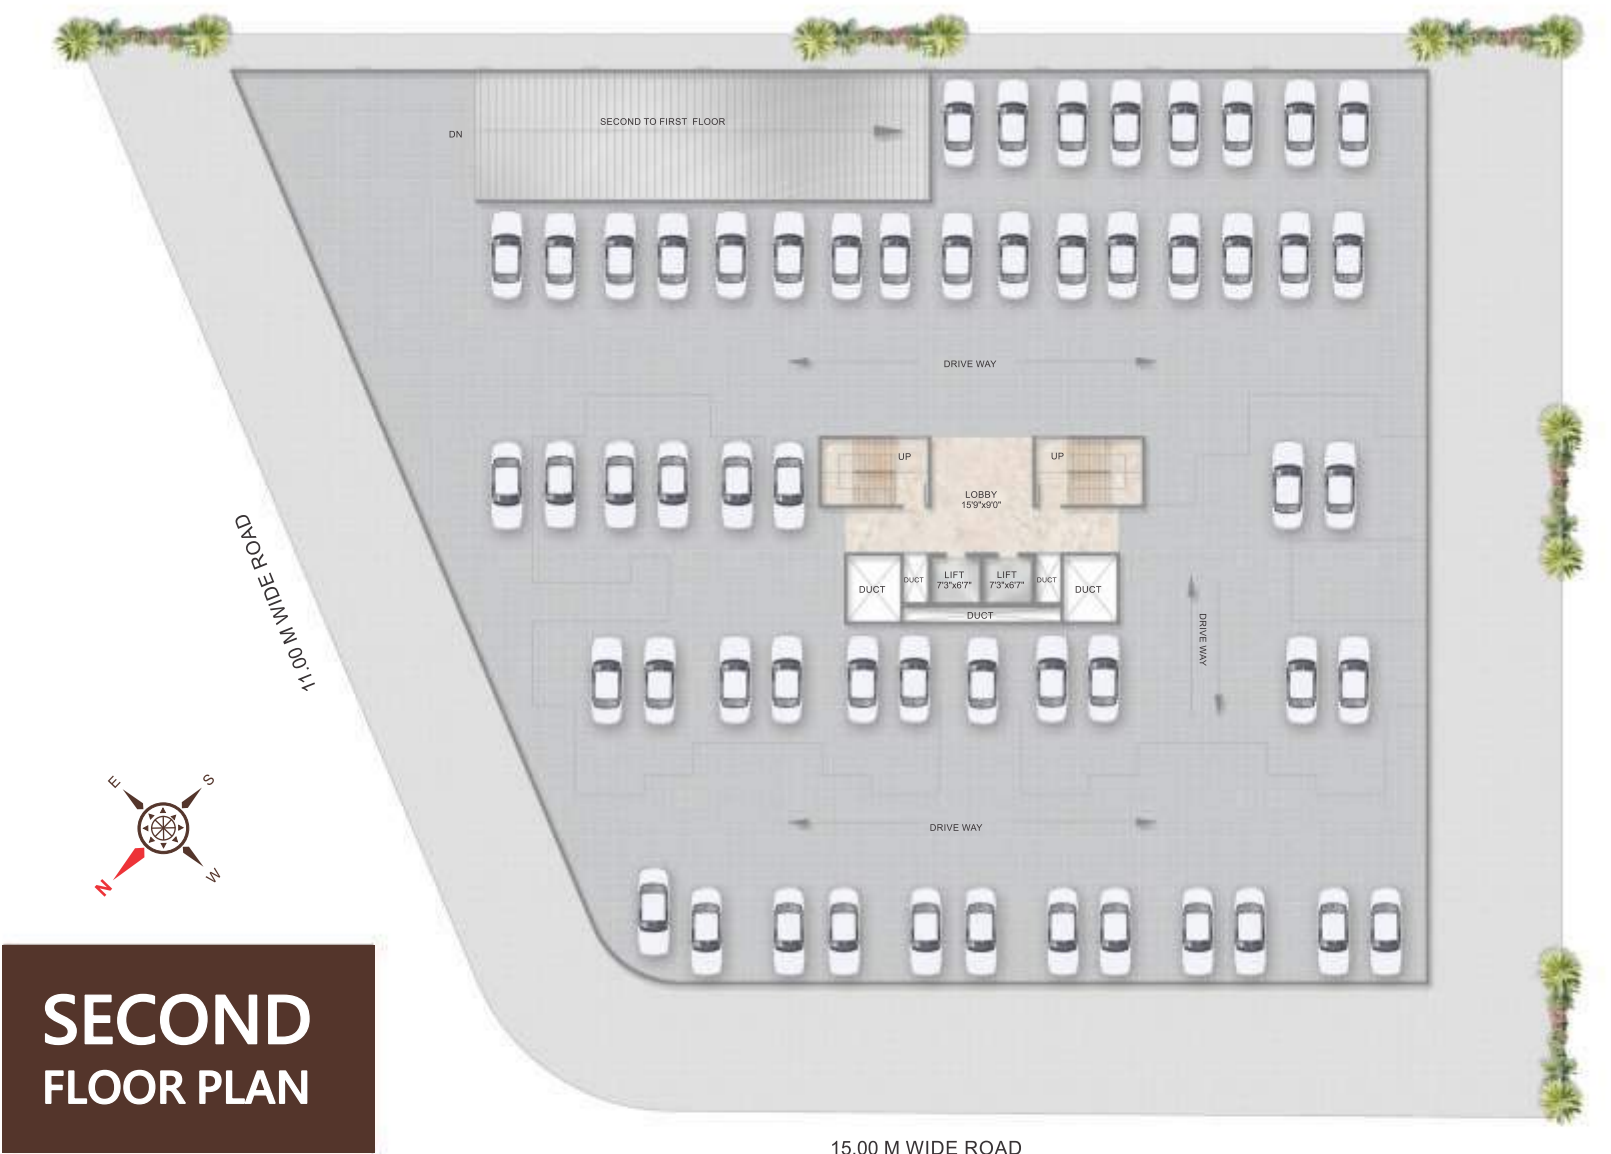 SECOND TO FIRST FLOOR
DN
DRIVE WAY
UP
UP
LOBBY
15'9"x9'0"
DUCT
DUCT
LIFT
7'3"x6'7"
LIFT
7'3"x6'7"
DUCT
DUCT
DUCT
DRIVE WAY
11.00 M WIDE ROAD
DRIVE WAY
E
S
N
W
SECOND
FLOOR PLAN
15.00 M WIDE ROAD